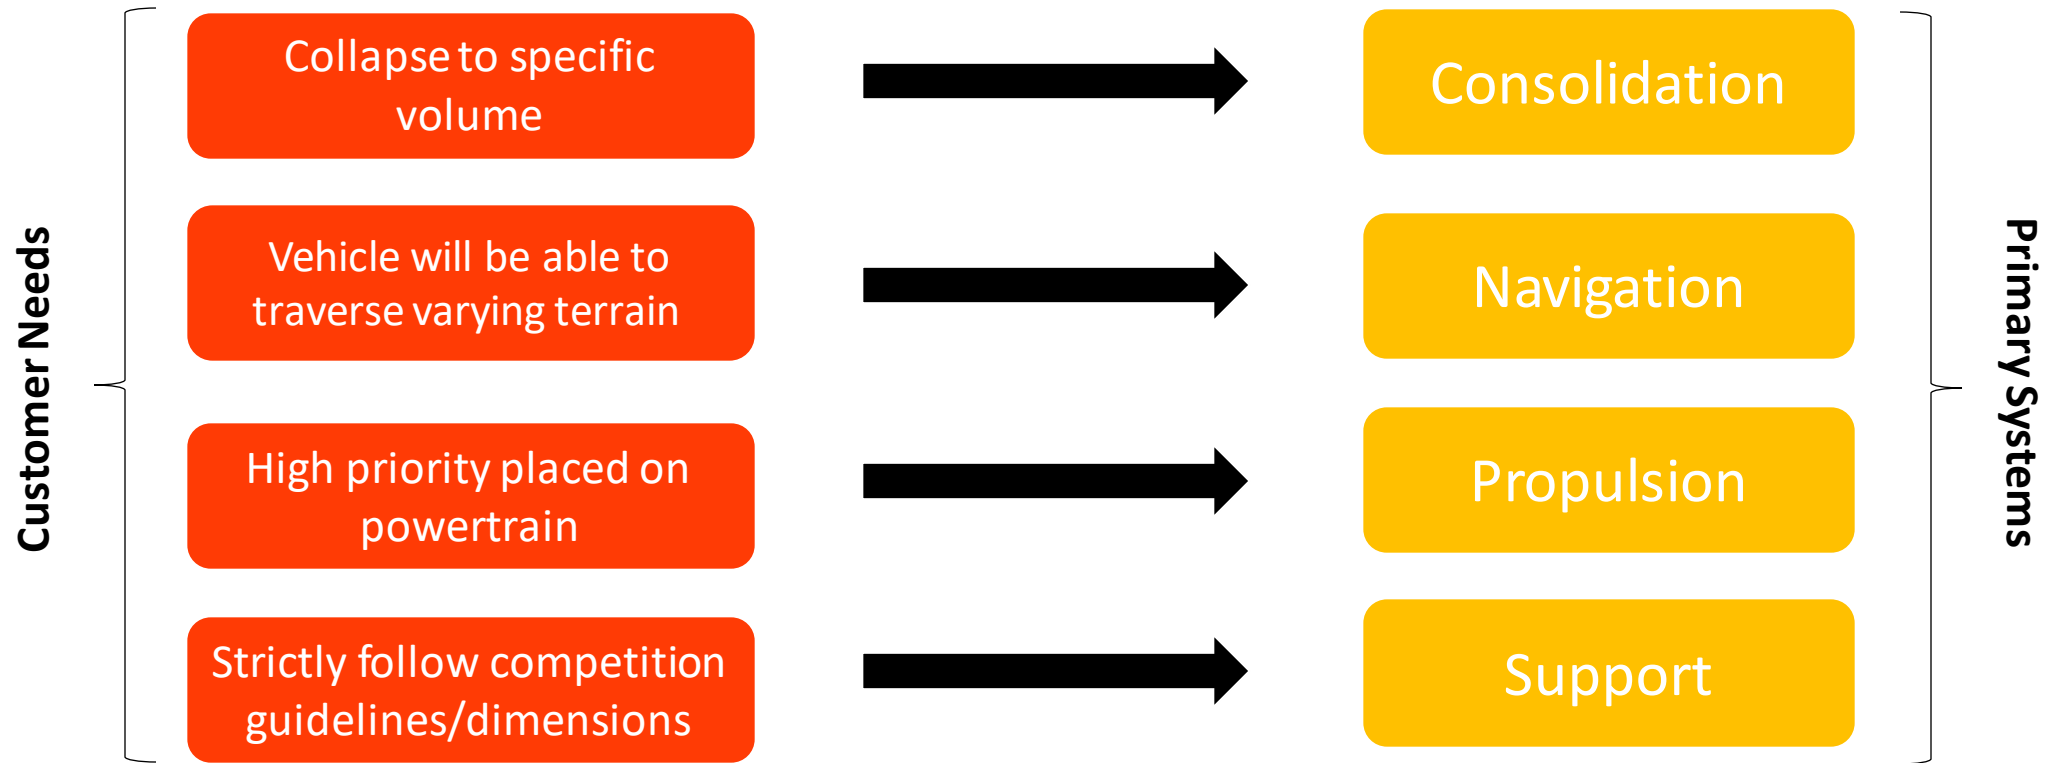 Customer Needs
Collapse to specific
volume
Consolidation
Vehicle will be able to
traverse varying terrain
Navigation
High priority placed on
powertrain
Propulsion
Strictly follow competition
guidelines/dimensions
Support
Primary Systems